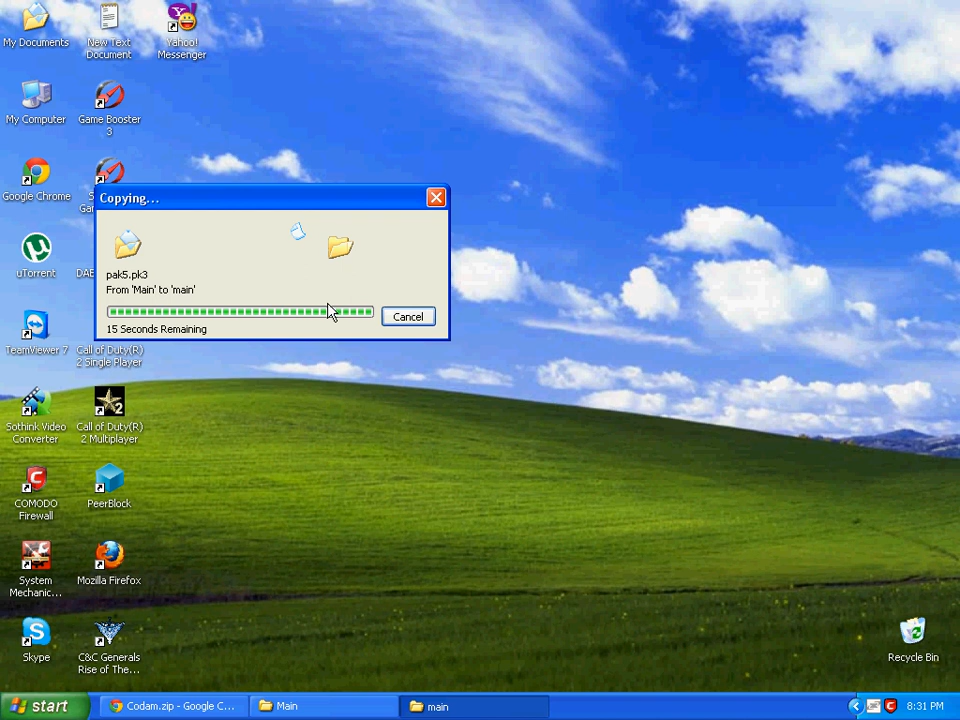 My Documents
New Text
Document
Yahoo!
Messenger
My Computer
Game Booster
3
Google Chrome
Copying...
pak5.pk3
From 'Main' to 'main'
Cancel
15 Seconds Remaining
uTorrent
TeamViewer 7
Call of Duty(R)
2 Single Player
Sothink Video
Converter
2
Call of Duty(R)
2 Multiplayer
COMODO
Firewall
PeerBlock
System
Mechanic...
Mozilla Firefox
Skype
C&C Generals
Rise of The...
Recycle Bin
start
Codam.zip - Google C...
Main
main
8:31 PM